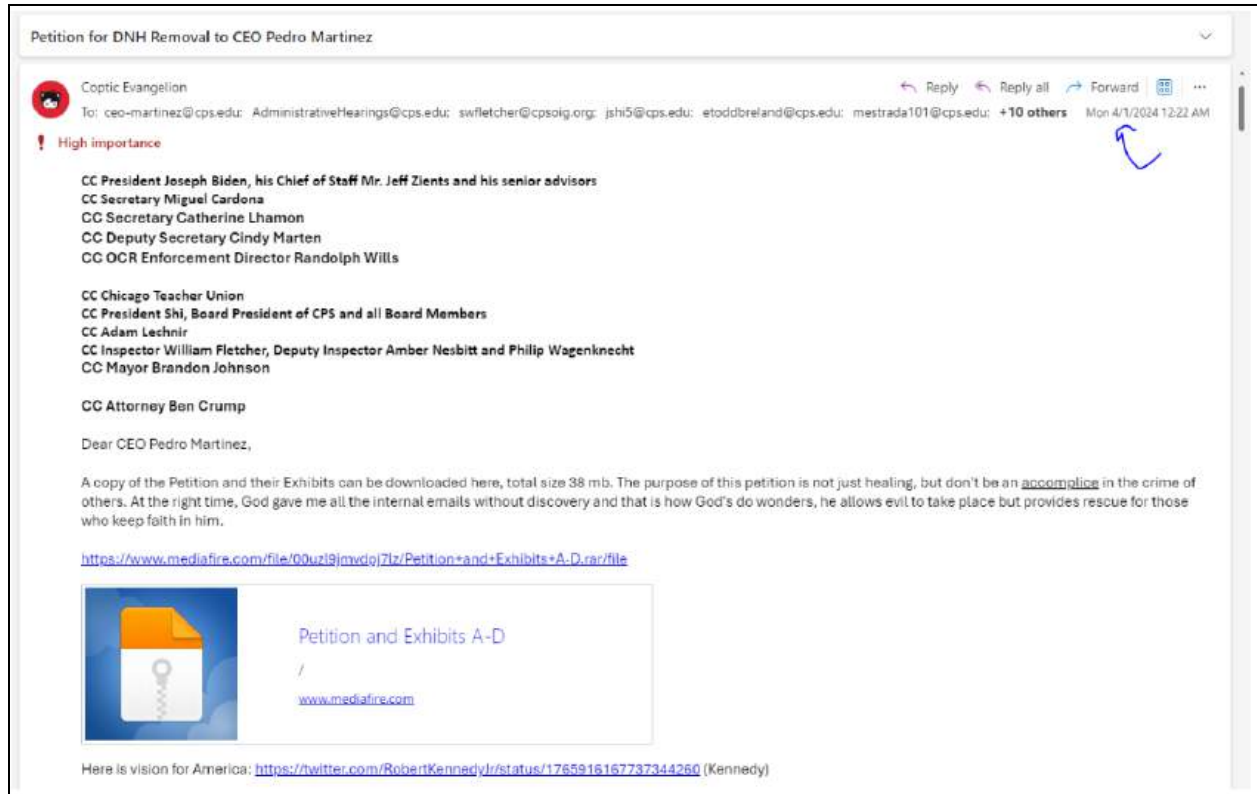 Petition for DNH Removal to CEO Pedro Martinez
Coptic Evangelion
Reply Reply all Forward
To: ceo-martinez@cps.edu; AdministrativeHearings@cps.edu; swfletcher@cpsoig.org; jshi5@cps.edu; etoddbreland@cps.edu; mestrada101@cps.edu; +10 others Mon 4/1/2024 12:22 AM
! High importance
CC President Joseph Biden, his Chief of Staff Mr. Jeff Zients and his senior advisors
CC Secretary Miguel Cardona
CC Secretary Catherine Lhamon
CC Deputy Secretary Cindy Marten
CC OCR Enforcement Director Randolph Wills
CC Chicago Teacher Union
CC President Shi, Board President of CPS and all Board Members
CC Adam Lechnir
CC Inspector William Fletcher, Deputy Inspector Amber Nesbitt and Philip Wagenknecht
CC Mayor Brandon Johnson
CC Attorney Ben Crump
Dear CEO Pedro Martinez,
A copy of the Petition and their Exhibits can be downloaded here, total size 38 mb. The purpose of this petition is not just healing, but don't be an accomplice in the crime of
others. At the right time, God gave me all the internal emails without discovery and that is how God's do wonders, he allows evil to take place but provides rescue for those
who keep faith in him.
https://www.mediafire.com/file/00uzl9jmvdoj7lz/Petition+and+Exhibits+A-D.rar/file
Petition and Exhibits A-D
/
www.mediafire.com
Here is vision for America: https://twitter.com/RobertKennedyJr/status/1765916167737344260 (Kennedy)